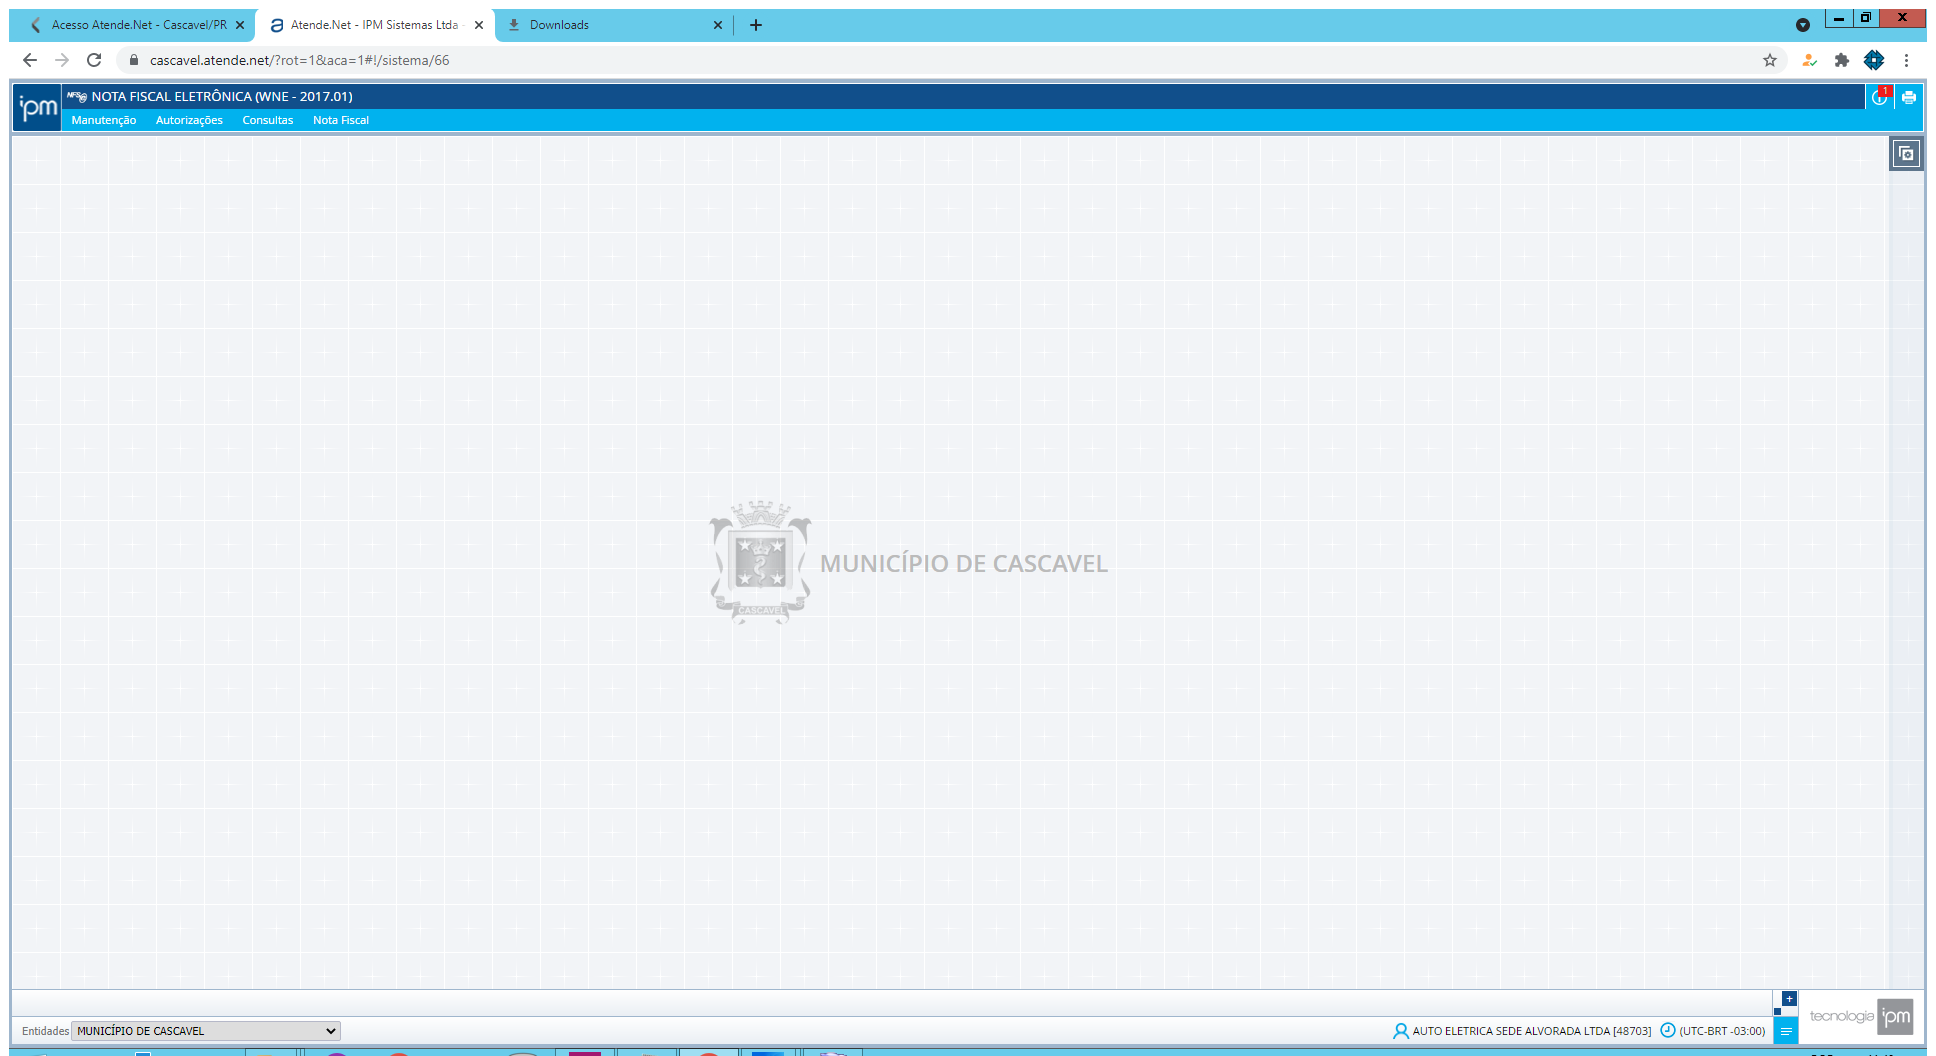 Acesso Atende.Net - Cascavel/PR
Atende.Net - IPM Sistemas Ltda -
Downloads
cascavel.atende.net/?rot=1&aca=1#!/sistema/66
ipm
NFS-e NOTA FISCAL ELETRÔNICA (WNE - 2017.01)
1
Manutenção Autorizações Consultas Nota Fiscal
CASCAVEL
MUNICÍPIO DE CASCAVEL
Entidades MUNICÍPIO DE CASCAVEL
AUTO ELETRICA SEDE ALVORADA LTDA [48703] (UTC-BRT -03:00)
tecnologia ipm